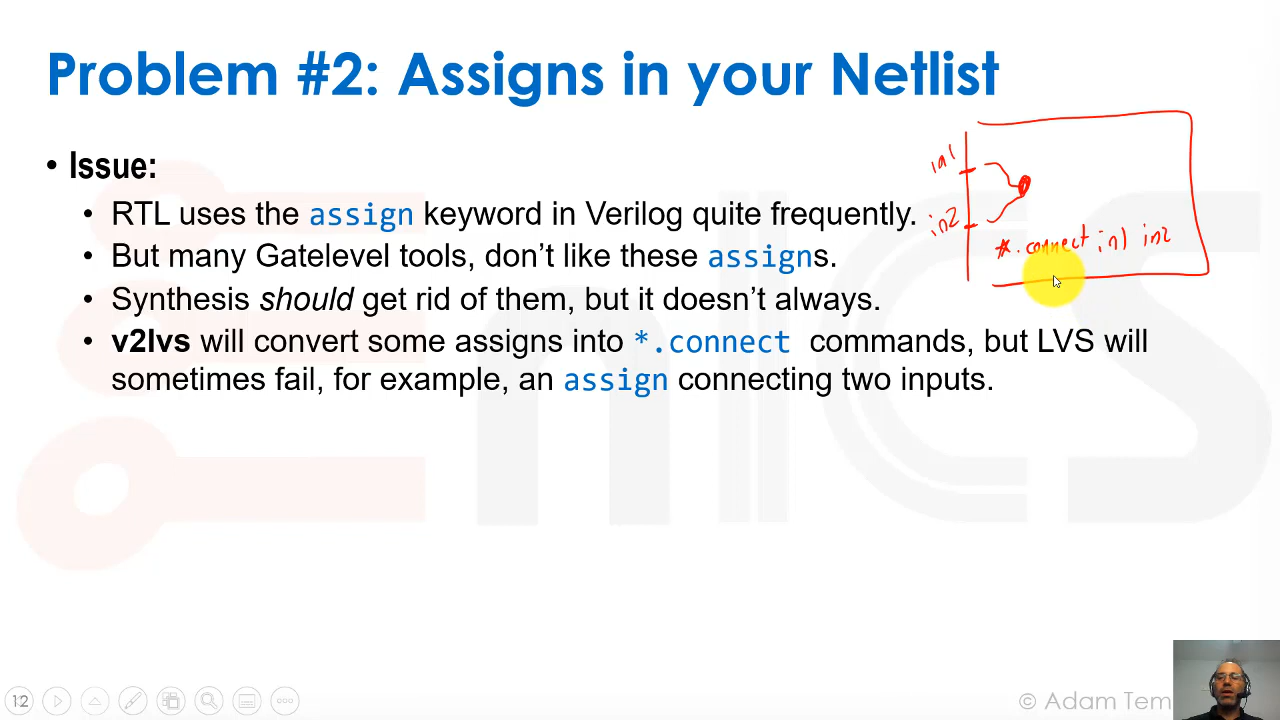 Problem #2: Assigns in your Netlist
• Issue:
• RTL uses the assign keyword in Verilog quite frequently.
• But many Gatelevel tools, don't like these assigns.
• Synthesis should get rid of them, but it doesn't always.
• v2lvs will convert some assigns into *.connect commands, but LVS will
sometimes fail, for example, an assign connecting two inputs.
in1
in2
*.connect in1 in2
nics
12
© Adam Tem